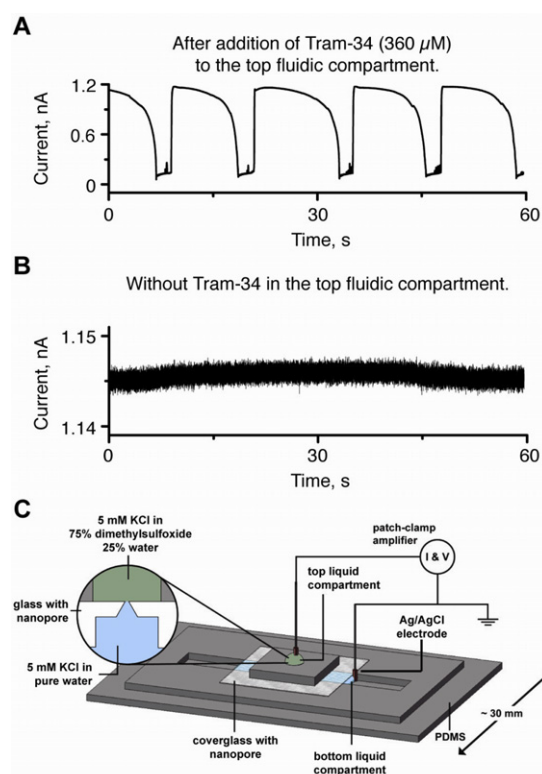 A
After addition of Tram-34 (360 µM)
to the top fluidic compartment.
1.2
0.6
0
Current, nA
0
30
60
Time, s
B
Without Tram-34 in the top fluidic compartment.
1.15
1.14
Current, nA
0
30
60
Time, s
C
5 mM KCl in
75% dimethylsulfoxide
25% water
patch-clamp
amplifier
I & V
top liquid
compartment
glass with
nanopore
Ag/AgCl
electrode
5 mM KCl in
pure water
~ 30 mm
PDMS
coverglass with
nanopore
bottom liquid
compartment